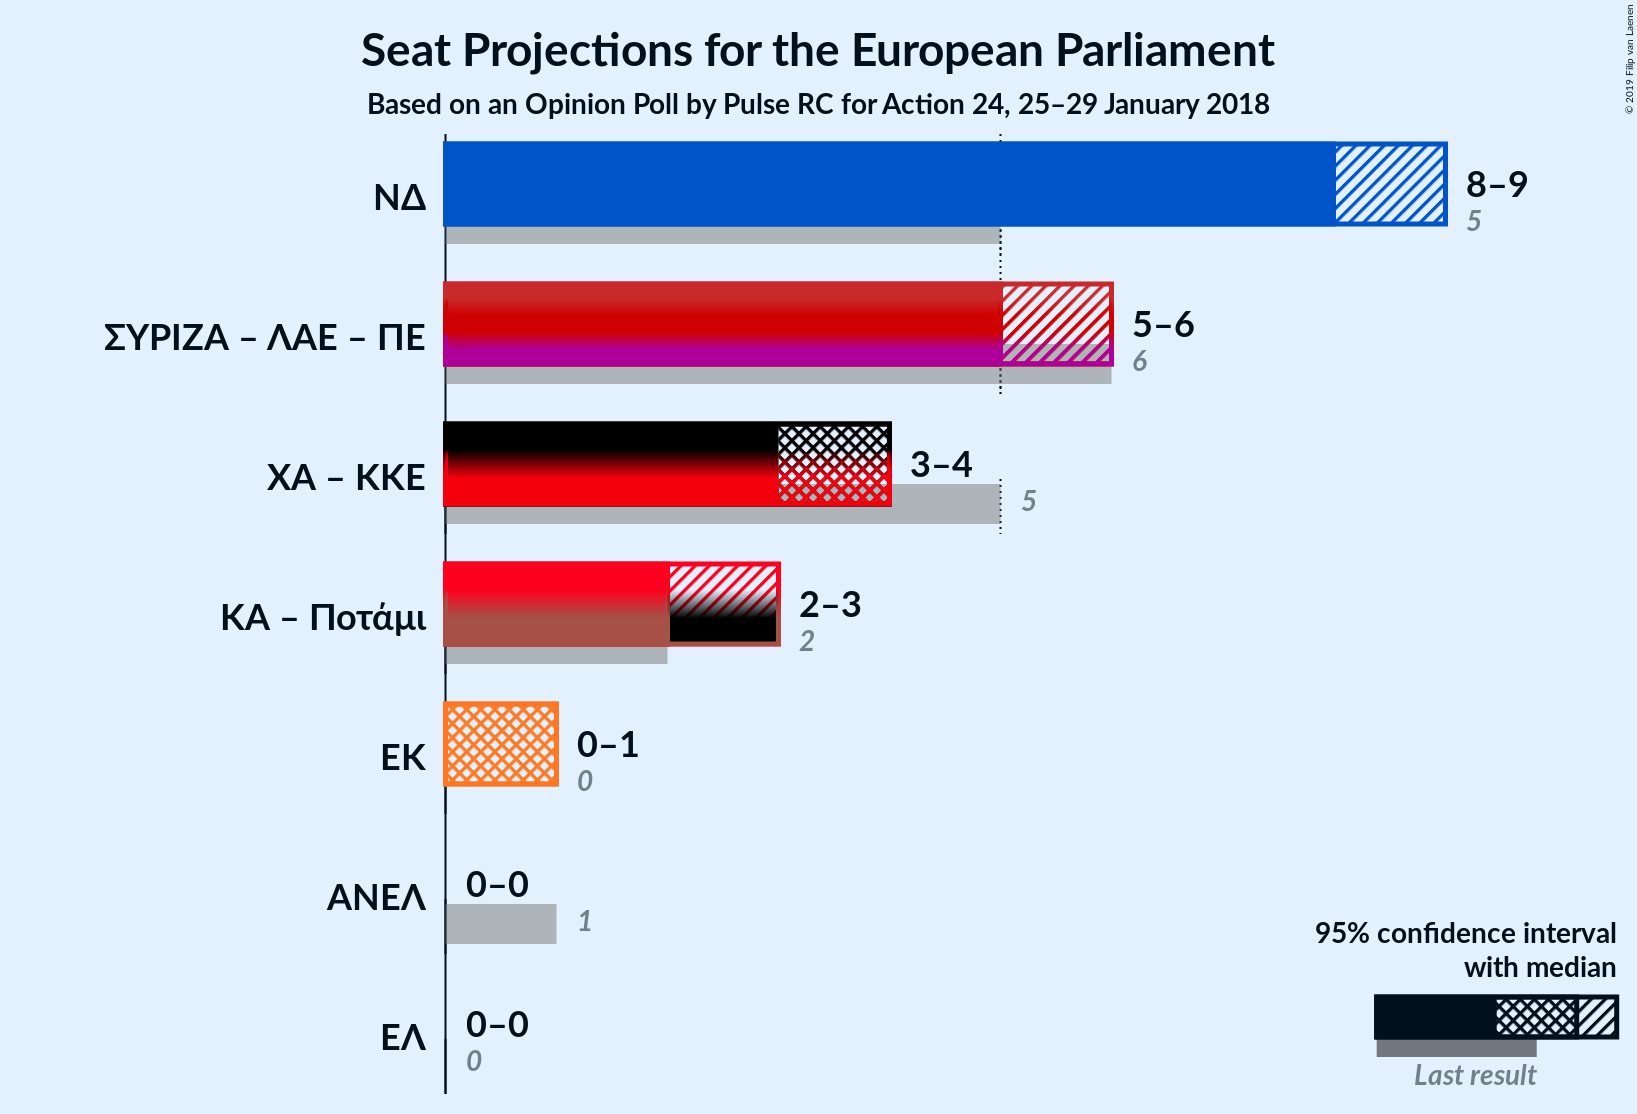 Seat Projections for the European Parliament
Based on an Opinion Poll by Pulse RC for Action 24, 25–29 January 2018
© 2019 Filip van Laenen
ΝΔ
8–9
5
ΣΥΡΙΖΑ – ΛΑΕ – ΠΕ
5–6
6
ΧΑ – ΚΚΕ
3–4
5
ΚΑ – Ποτάμι
2–3
2
ΕΚ
0–1
0
ΑΝΕΛ
0–0
1
ΕΛ
0–0
0
95% confidence interval
with median
Last result